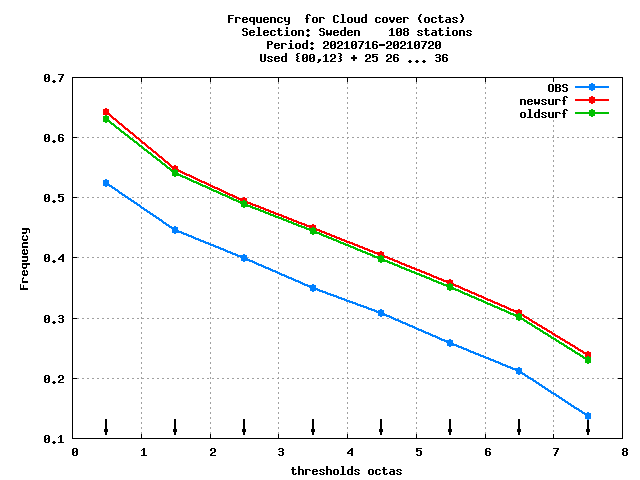 Frequency  for Cloud cover (octas)
Selection: Sweden    108 stations
Period: 20210716-20210720
Used {00,12} + 25 26 ... 36
OBS
newsurf
oldsurf
0.7
0.6
0.5
0.4
0.3
0.2
0.1
Frequency
0 1 2 3 4 5 6 7 8
thresholds octas